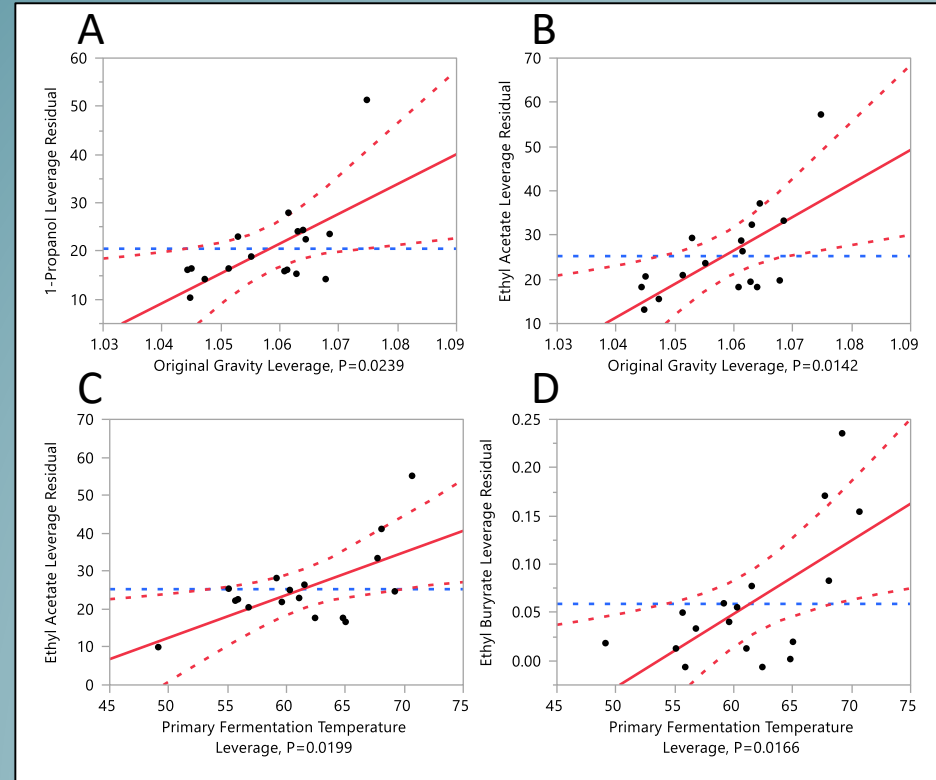 A
B
60
50
40
30
20
10
1-Propanol Leverage Residual
1.03 1.04 1.05 1.06 1.07 1.08 1.09
Original Gravity Leverage, P=0.0239
70
60
50
40
30
20
10
Ethyl Acetate Leverage Residual
1.03 1.04 1.05 1.06 1.07 1.08 1.09
Original Gravity Leverage, P=0.0142
C
D
70
60
50
40
30
20
10
0
Ethyl Acetate Leverage Residual
45 50 55 60 65 70 75
Primary Fermentation Temperature
Leverage, P=0.0199
0.25
0.20
0.15
0.10
0.05
0.00
Ethyl Buryrate Leverage Residual
45 50 55 60 65 70 75
Primary Fermentation Temperature
Leverage, P=0.0166